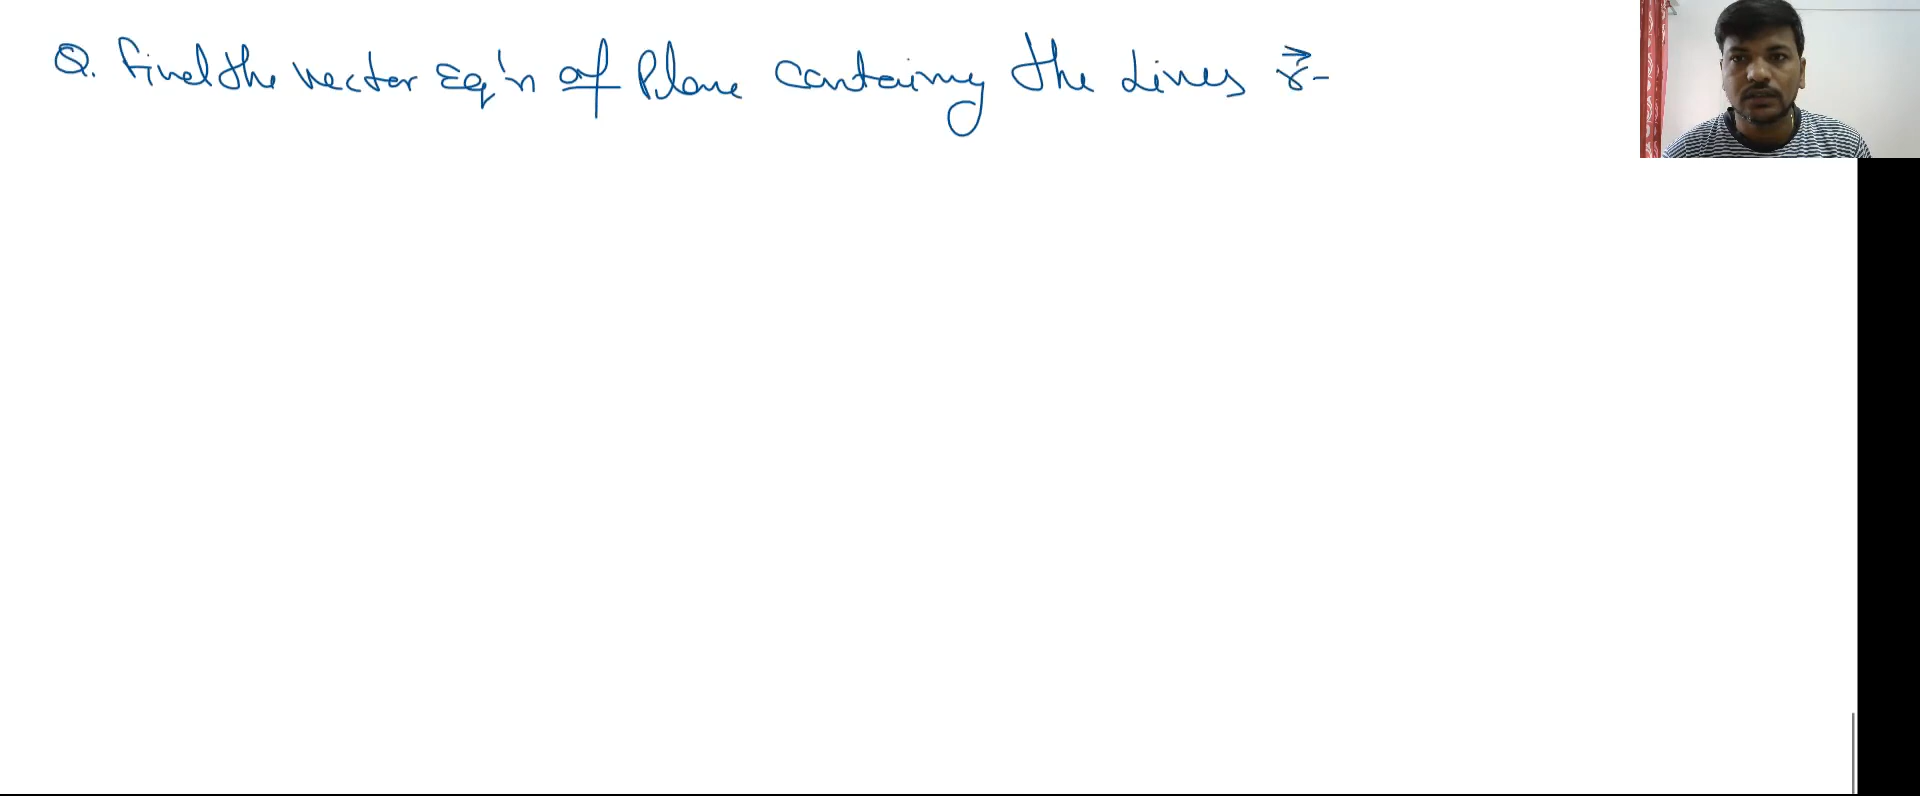 Q. Find the vector Eq'n of Plane containing the Lines r⃗ -